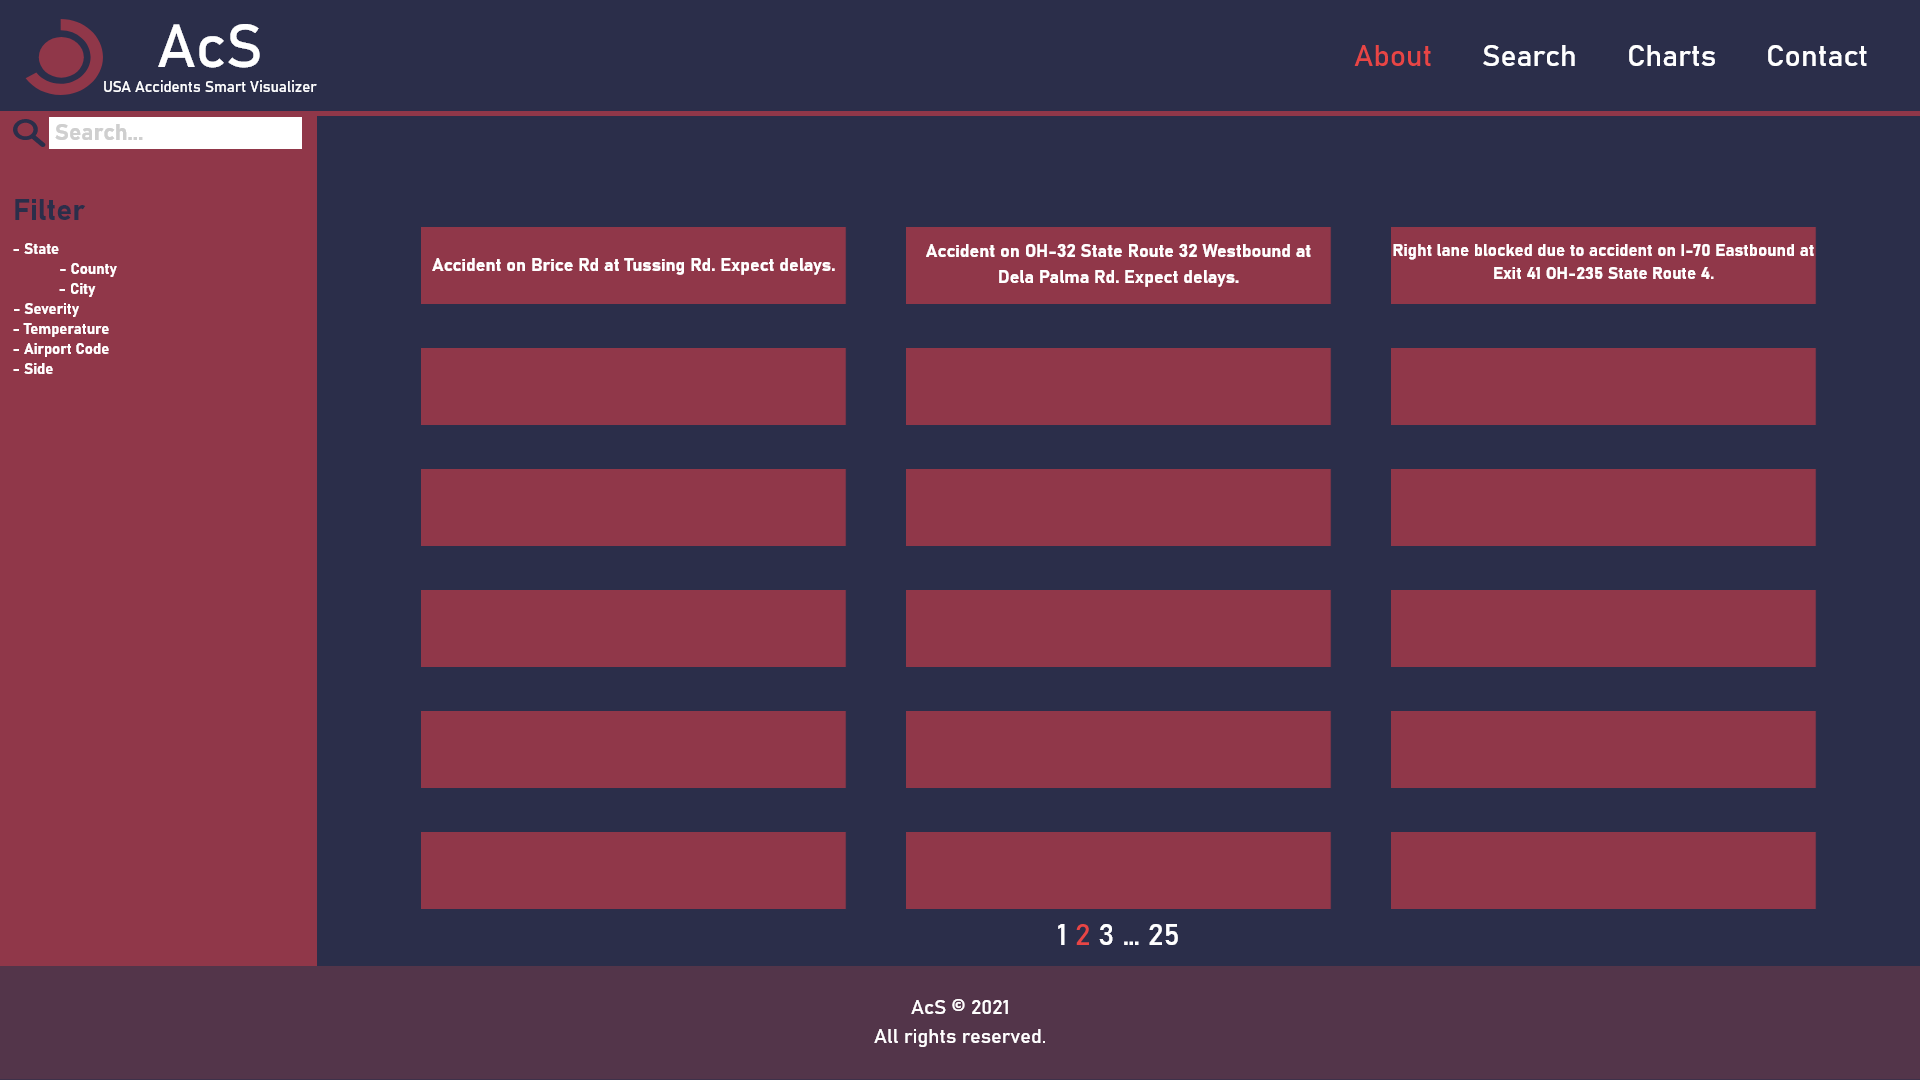 AcS
USA Accidents Smart Visualizer
About Search Charts Contact
Search...
Filter
- State
- County
- City
- Severity
- Temperature
- Airport Code
- Side
Accident on Brice Rd at Tussing Rd. Expect delays.
Accident on OH-32 State Route 32 Westbound at
Dela Palma Rd. Expect delays.
Right lane blocked due to accident on I-70 Eastbound at
Exit 41 OH-235 State Route 4.
1 2 3 ... 25
AcS © 2021
All rights reserved.